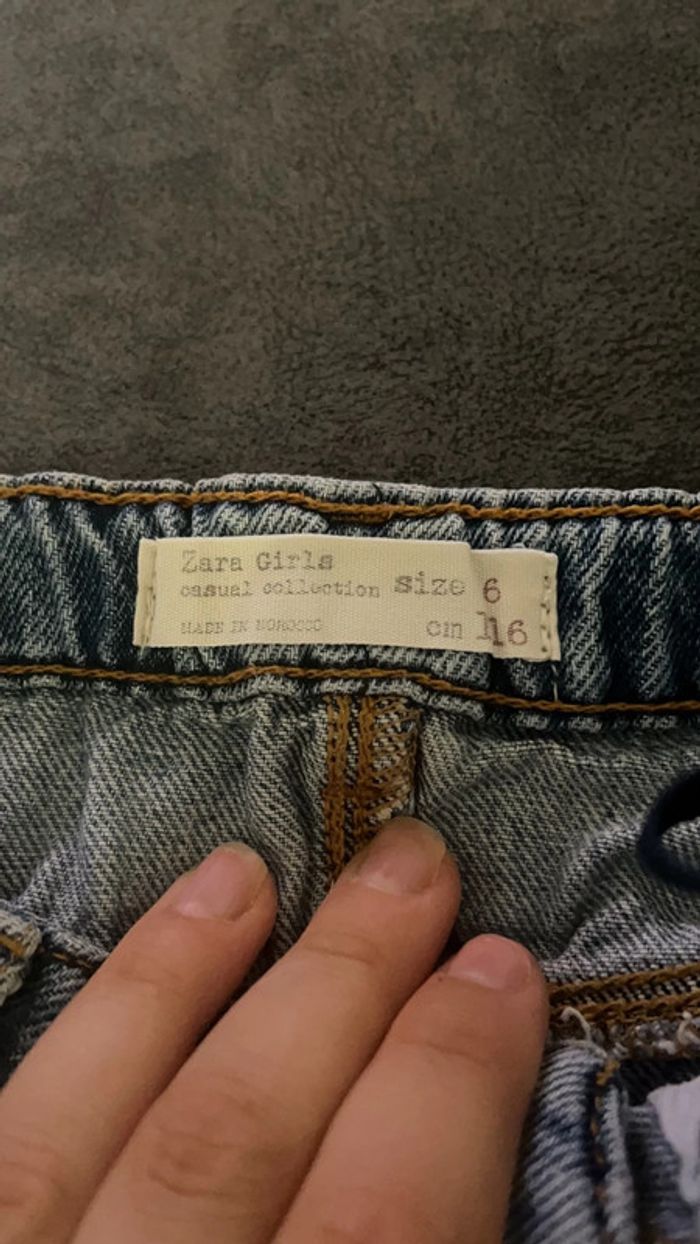 Zara Girls
casual collection size 6
MADE IN MOROCCO cm 116